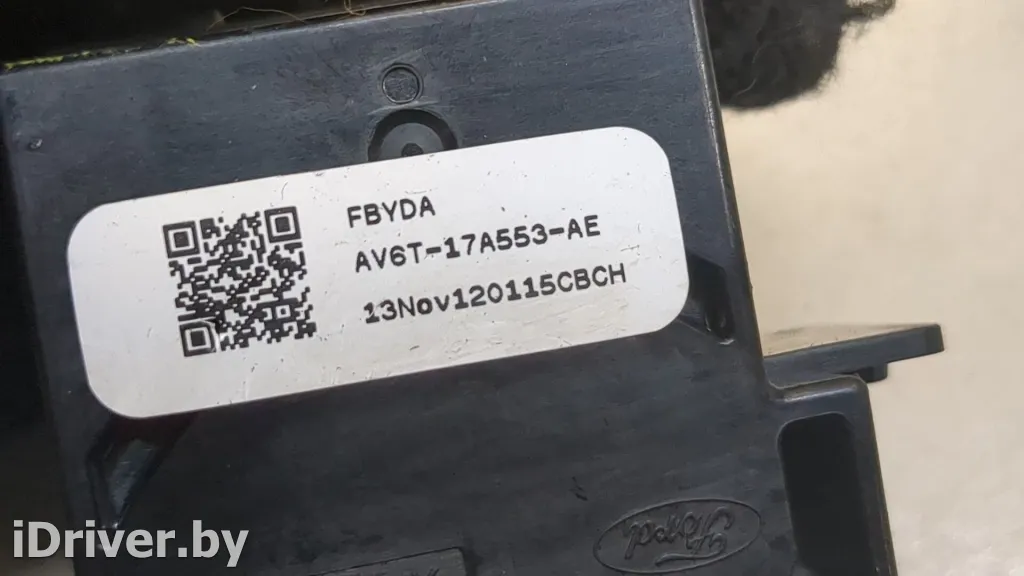 FBYDA
AV6T-17A553-AE
13Nov120115CBCH
Ford
iDriver.by